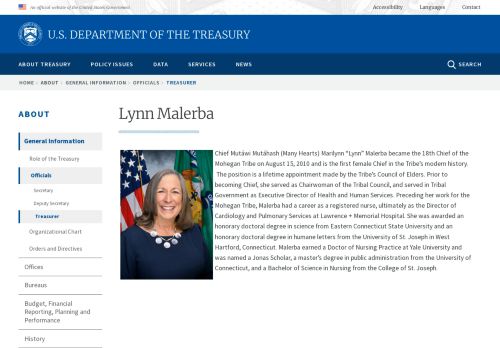 An official website of the United States Government
Accessibility Languages Contact
U.S. DEPARTMENT OF THE TREASURY
ABOUT TREASURY POLICY ISSUES DATA SERVICES NEWS SEARCH
HOME › ABOUT › GENERAL INFORMATION › OFFICIALS › TREASURER
ABOUT
General Information
Role of the Treasury
Officials
Secretary
Deputy Secretary
Treasurer
Organizational Chart
Orders and Directives
Offices
Bureaus
Budget, Financial
Reporting, Planning and
Performance
History
Lynn Malerba
Chief Mutáwi Mutáhash (Many Hearts) Marilynn “Lynn” Malerba became the 18th Chief of the
Mohegan Tribe on August 15, 2010 and is the first female Chief in the Tribe’s modern history.
The position is a lifetime appointment made by the Tribe’s Council of Elders. Prior to
becoming Chief, she served as Chairwoman of the Tribal Council, and served in Tribal
Government as Executive Director of Health and Human Services. Preceding her work for the
Mohegan Tribe, Malerba had a career as a registered nurse, ultimately as the Director of
Cardiology and Pulmonary Services at Lawrence + Memorial Hospital. She was awarded an
honorary doctoral degree in science from Eastern Connecticut State University and an
honorary doctoral degree in humane letters from the University of St. Joseph in West
Hartford, Connecticut. Malerba earned a Doctor of Nursing Practice at Yale University and
was named a Jonas Scholar, a master’s degree in public administration from the University of
Connecticut, and a Bachelor of Science in Nursing from the College of St. Joseph.